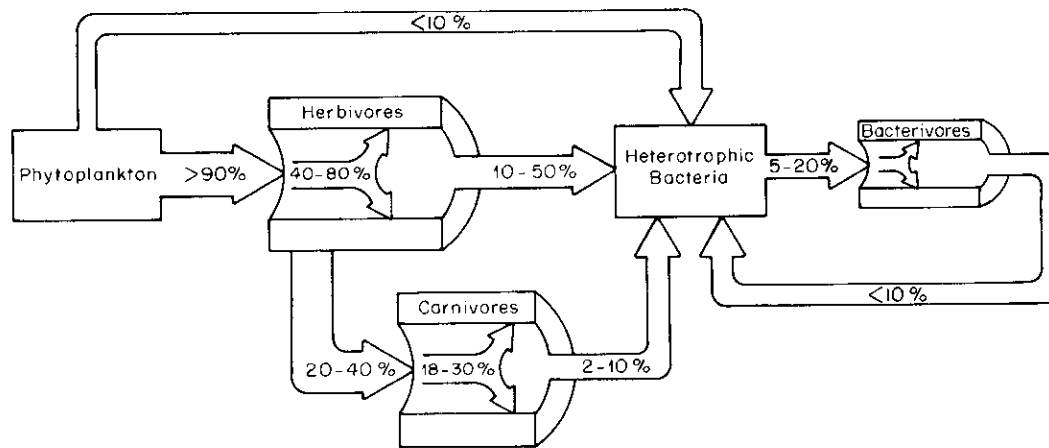 <10%
Herbivores
Bacterivores
Phytoplankton
>90%
40-80%
10-50%
Heterotrophic
Bacteria
5-20%
<10%
Carnivores
20-40%
18-30%
2-10%